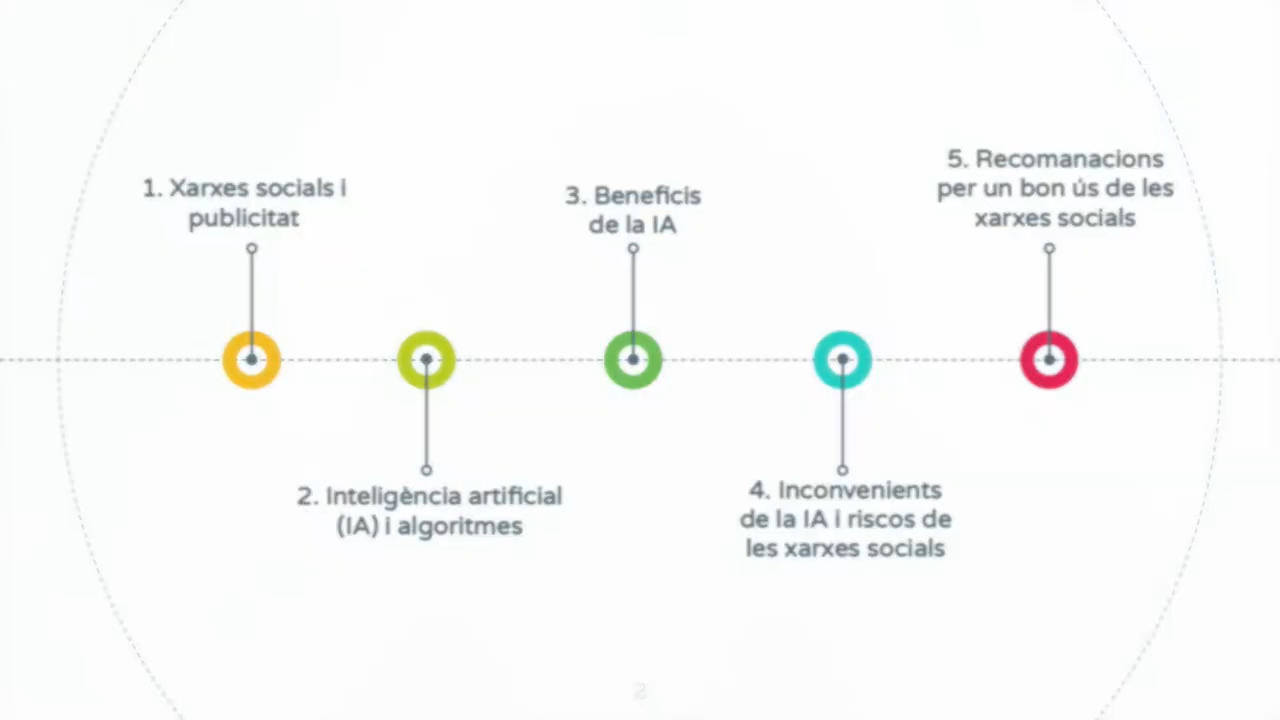 1. Xarxes socials i
publicitat
2. Inteligència artificial
(IA) i algoritmes
3. Beneficis
de la IA
4. Inconvenients
de la IA i riscos de
les xarxes socials
5. Recomanacions
per un bon ús de les
xarxes socials
2